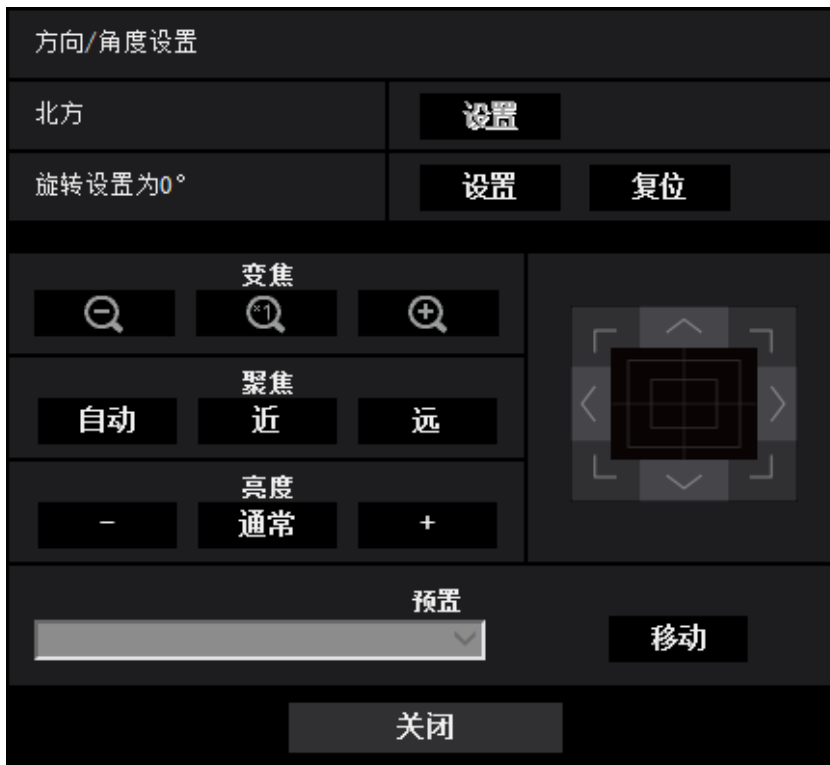 方向/角度设置
北方 设置
旋转设置为0° 设置 复位
变焦
×1
聚焦
自动 近 远
亮度
- 通常 +
预置
移动
关闭